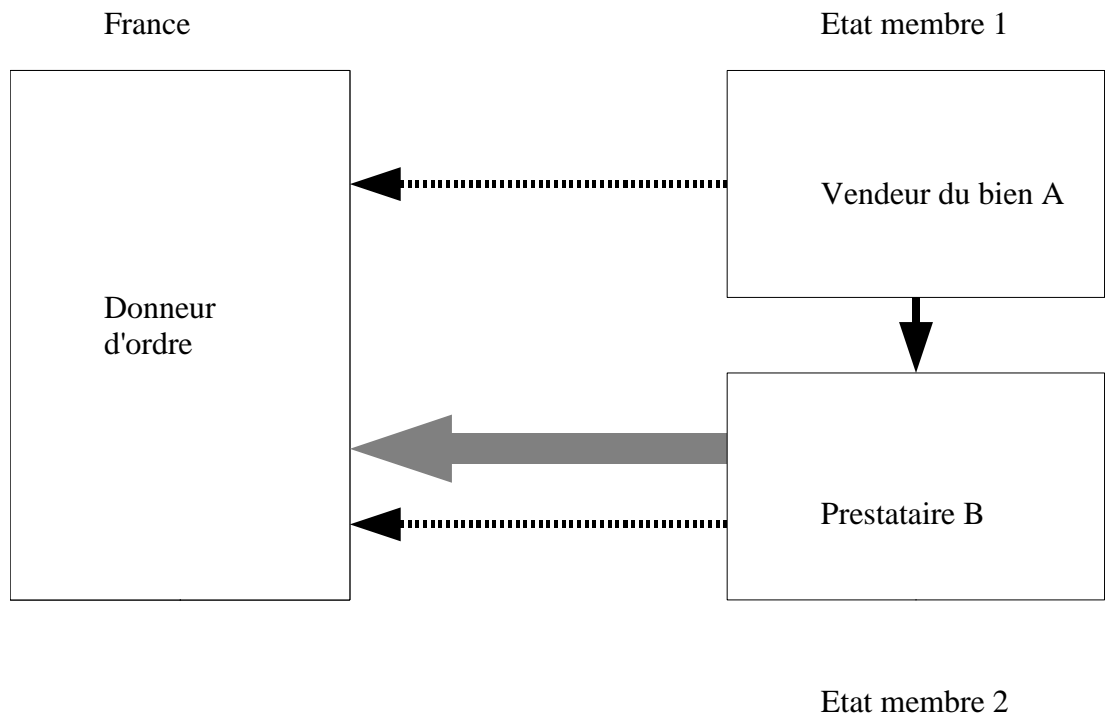 France
Etat membre 1
Vendeur du bien A
Donneur
d'ordre
Prestataire B
Etat membre 2